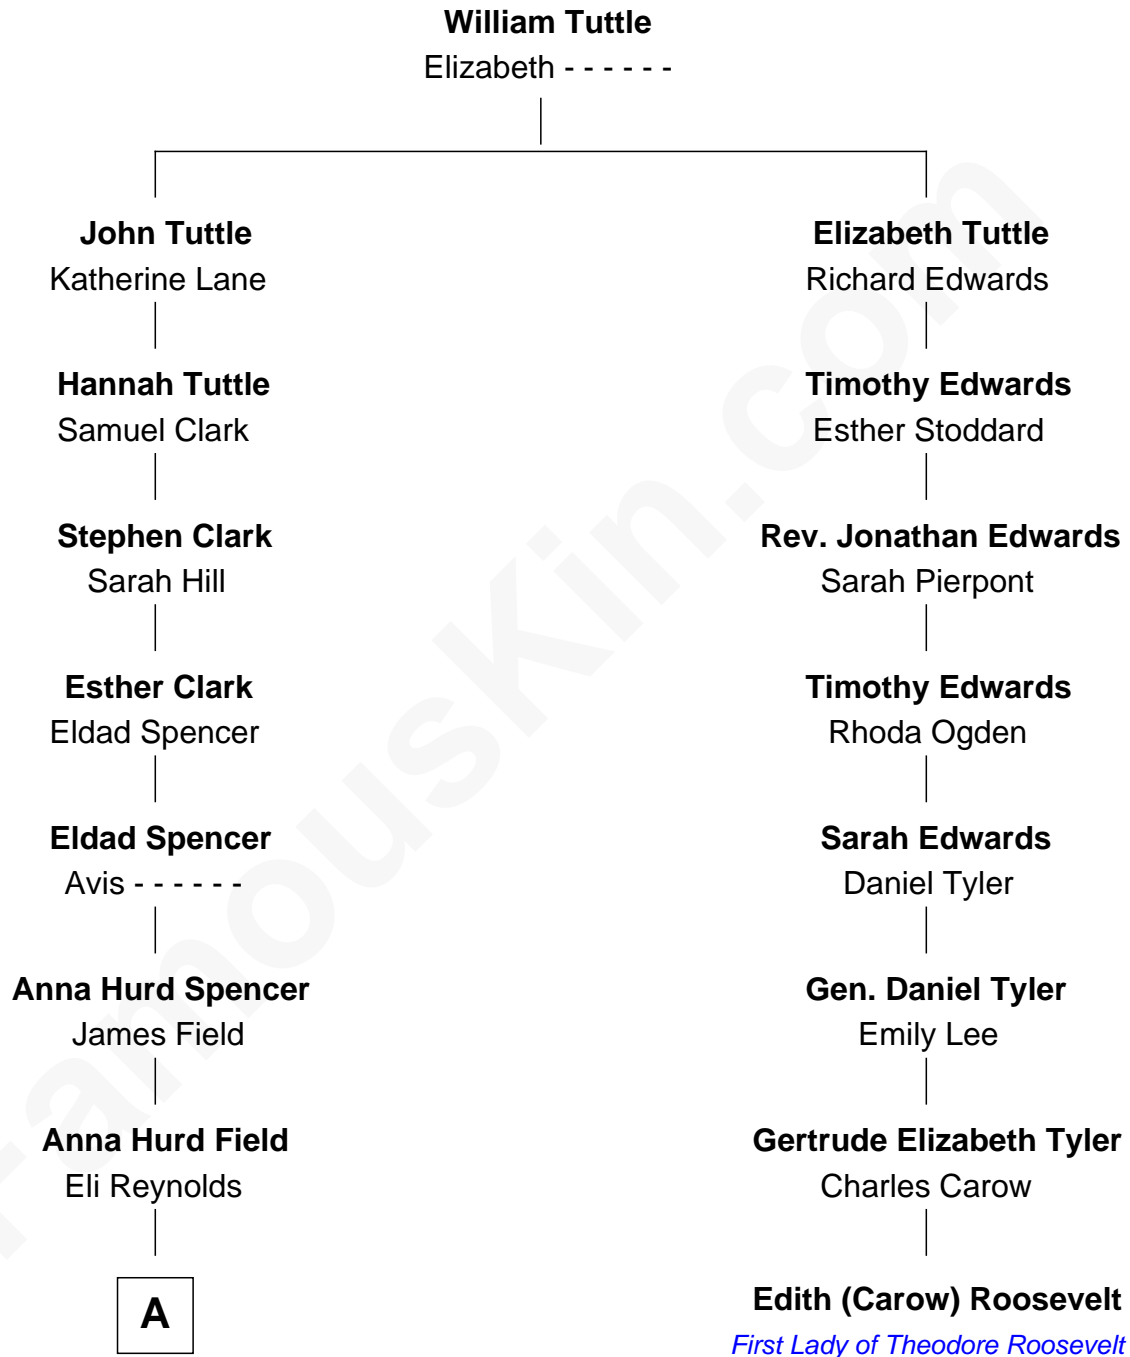 William Tuttle
Elizabeth - - - - - -
John Tuttle
Katherine Lane
Elizabeth Tuttle
Richard Edwards
Hannah Tuttle
Samuel Clark
Timothy Edwards
Esther Stoddard
Stephen Clark
Sarah Hill
Rev. Jonathan Edwards
Sarah Pierpont
Esther Clark
Eldad Spencer
Timothy Edwards
Rhoda Ogden
Eldad Spencer
Avis - - - - - -
Sarah Edwards
Daniel Tyler
Anna Hurd Spencer
James Field
Gen. Daniel Tyler
Emily Lee
Anna Hurd Field
Eli Reynolds
Gertrude Elizabeth Tyler
Charles Carow
A
Edith (Carow) Roosevelt
First Lady of Theodore Roosevelt
FamousKin.com